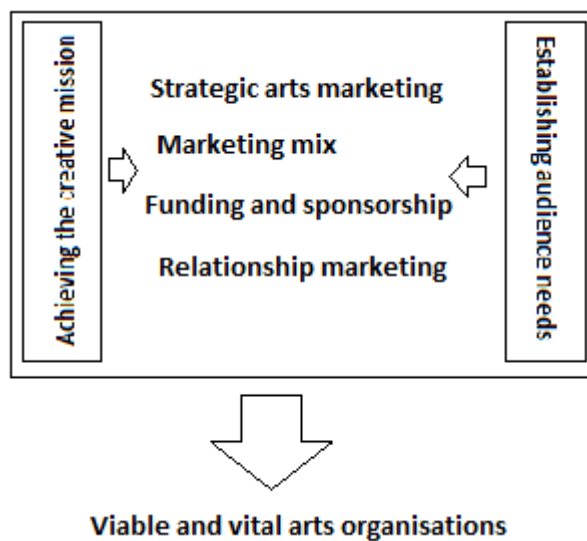 Achieving the creative mission
Strategic arts marketing
Marketing mix
Funding and sponsorship
Relationship marketing
Establishing audience needs
Viable and vital arts organisations